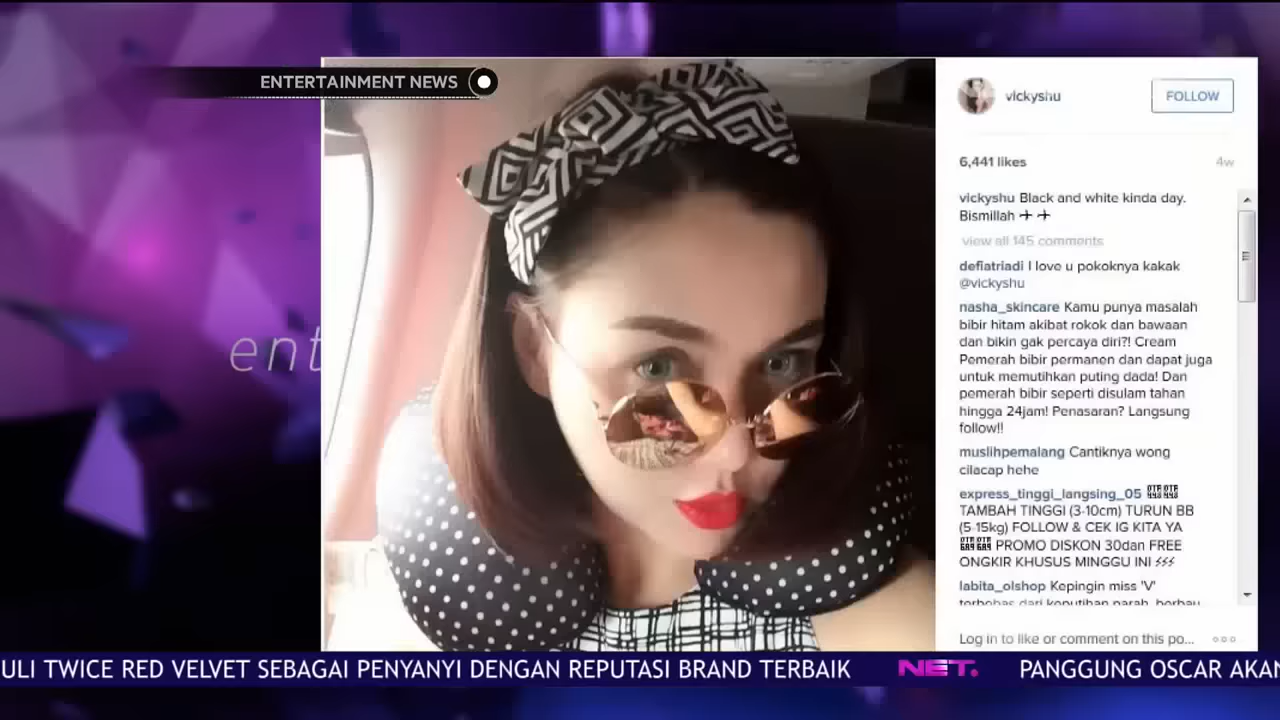 ENTERTAINMENT NEWS
ent
vickyshu
FOLLOW
6,441 likes
4w
vickyshu Black and white kinda day.
Bismillah ✈ ✈
view all 145 comments
defiatriadi I love u pokoknya kakak
@vickyshu
nasha_skincare Kamu punya masalah
bibir hitam akibat rokok dan bawaan
dan bikin gak percaya diri?! Cream
Pemerah bibir permanen dan dapat juga
untuk memutihkan puting dada! Dan
pemerah bibir seperti disulam tahan
hingga 24jam! Penasaran? Langsung
follow!!
muslihpemalang Cantiknya wong
cilacap hehe
express_tinggi_langsing_05
TAMBAH TINGGI (3-10cm) TURUN BB
(5-15kg) FOLLOW & CEK IG KITA YA
PROMO DISKON 30dan FREE
ONGKIR KHUSUS MINGGU INI ⚡⚡⚡
labita_olshop Kepingin miss 'V'
terbebas dari keputihan parah, berbau
Log in to like or comment on this po...
ULI TWICE RED VELVET SEBAGAI PENYANYI DENGAN REPUTASI BRAND TERBAIK
NET.
PANGGUNG OSCAR AKAN